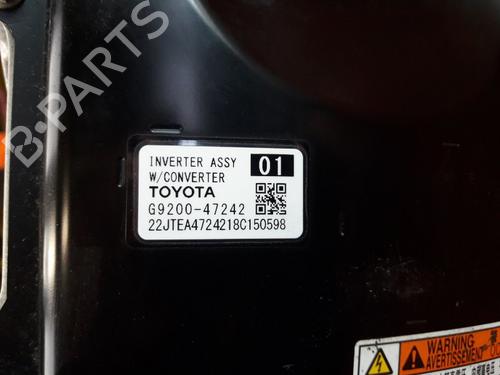 B-PARTS
INVERTER ASSY 01
W/CONVERTER
TOYOTA
G9200-47242
22JTEA4724218C150598
WARNING
Avertissement